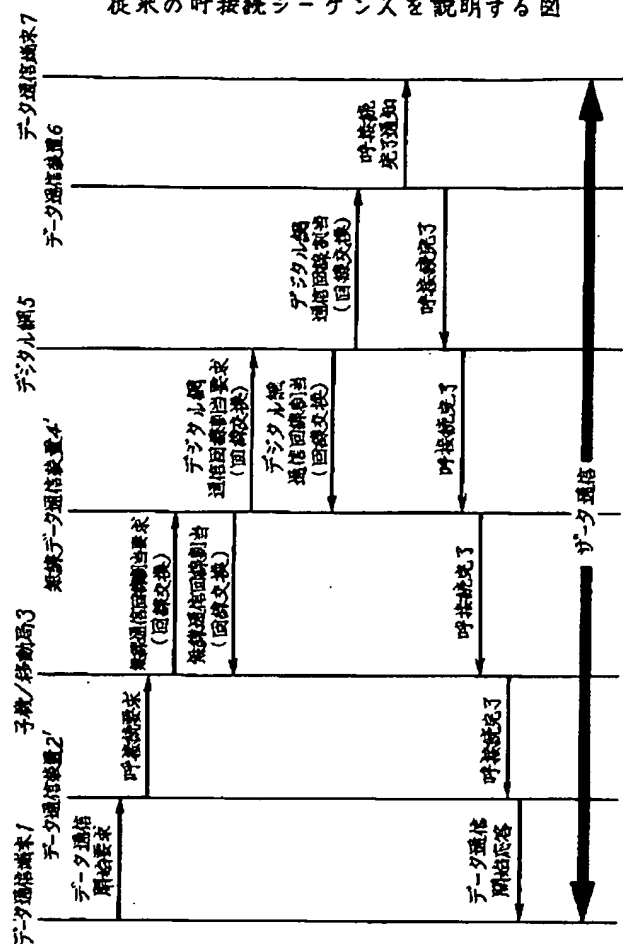 従来の呼接続シーケンスを説明する図
データ通信端末1
データ通信装置2'
子機/移動局3
無線データ通信装置4'
デジタル網5
データ通信装置6
データ通信端末7
データ通信
開始要求
呼接続要求
無線通信回線割当要求
(回線交換)
無線通信回線割当
(回線交換)
デジタル網
通信回線割当要求
(回線交換)
デジタル網
通信回線割当
(回線交換)
デジタル網
通信回線割当
(回線交換)
呼接続
完了通知
呼接続完了
呼接続完了
呼接続完了
呼接続完了
データ通信
開始応答
データ通信